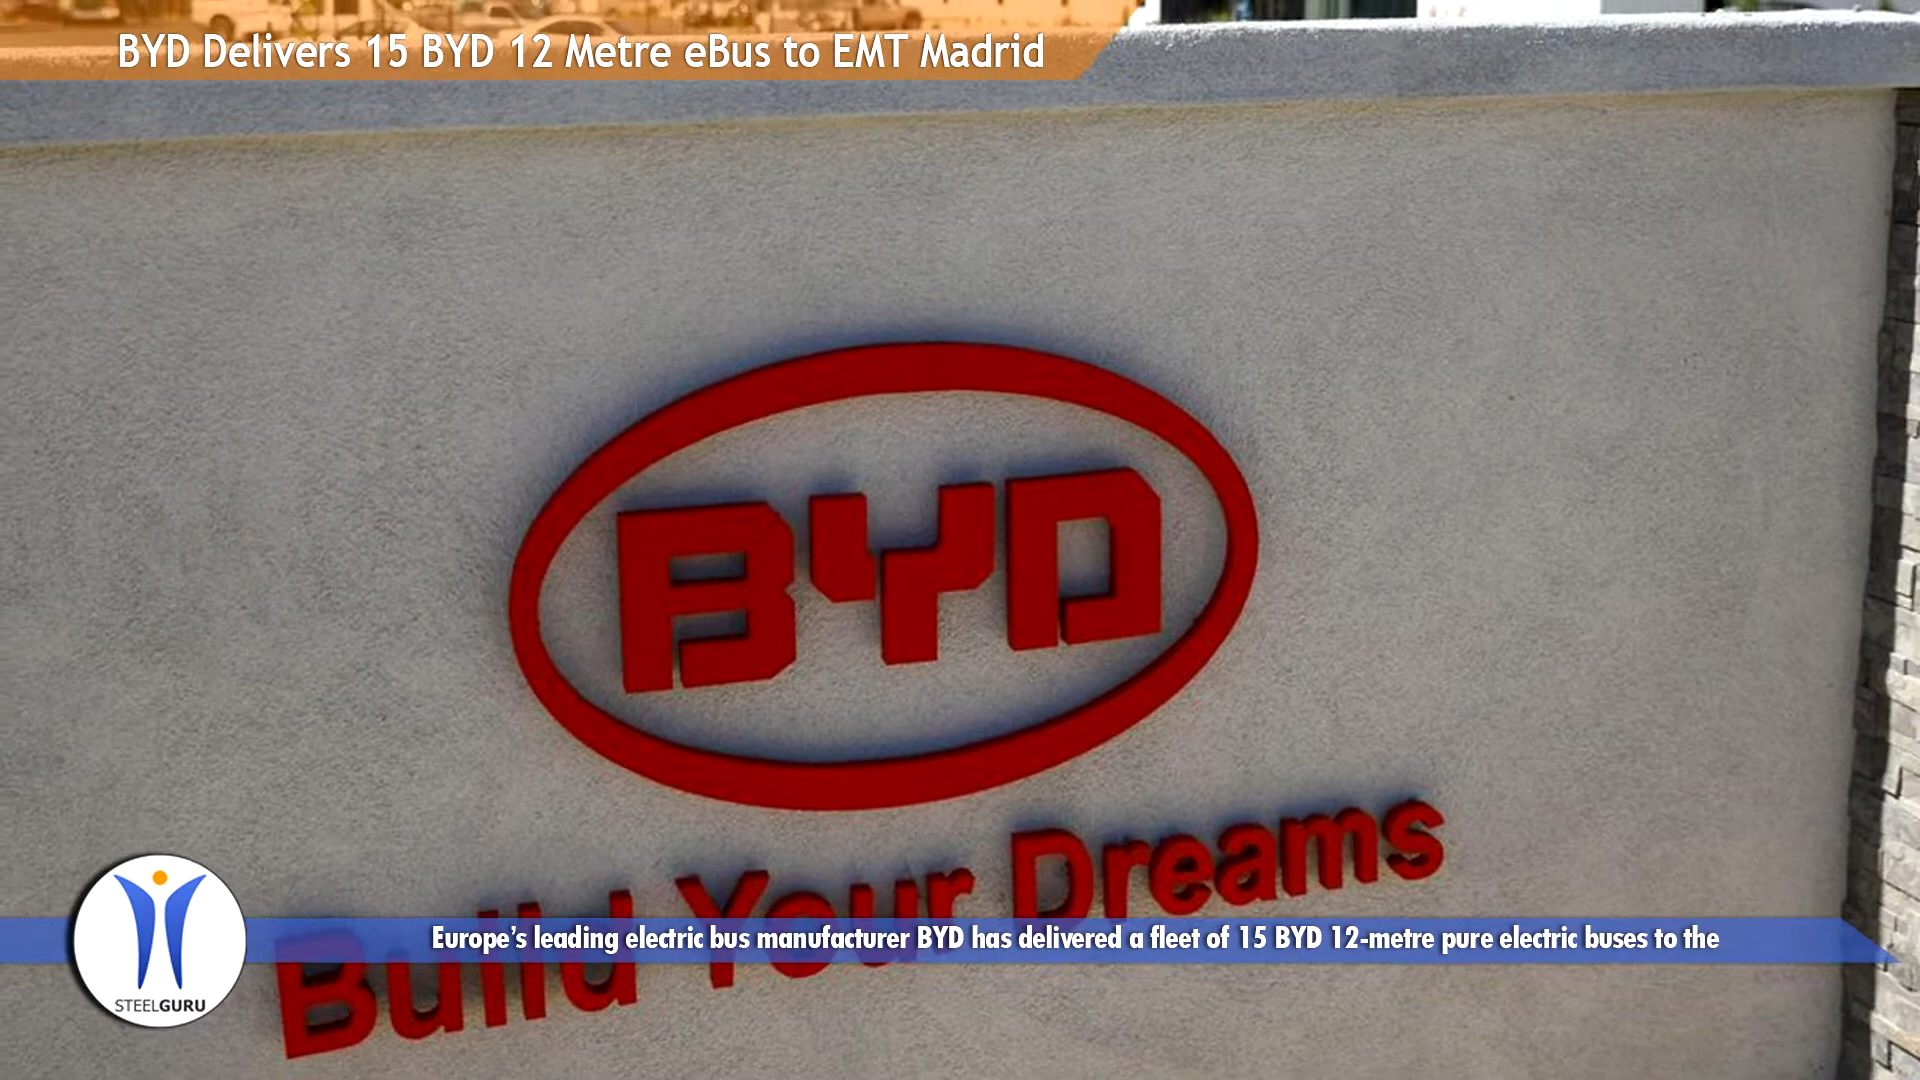 BYD Delivers 15 BYD 12 Metre eBus to EMT Madrid
BYD
Build Your Dreams
Europe’s leading electric bus manufacturer BYD has delivered a fleet of 15 BYD 12-metre pure electric buses to the
STEELGURU